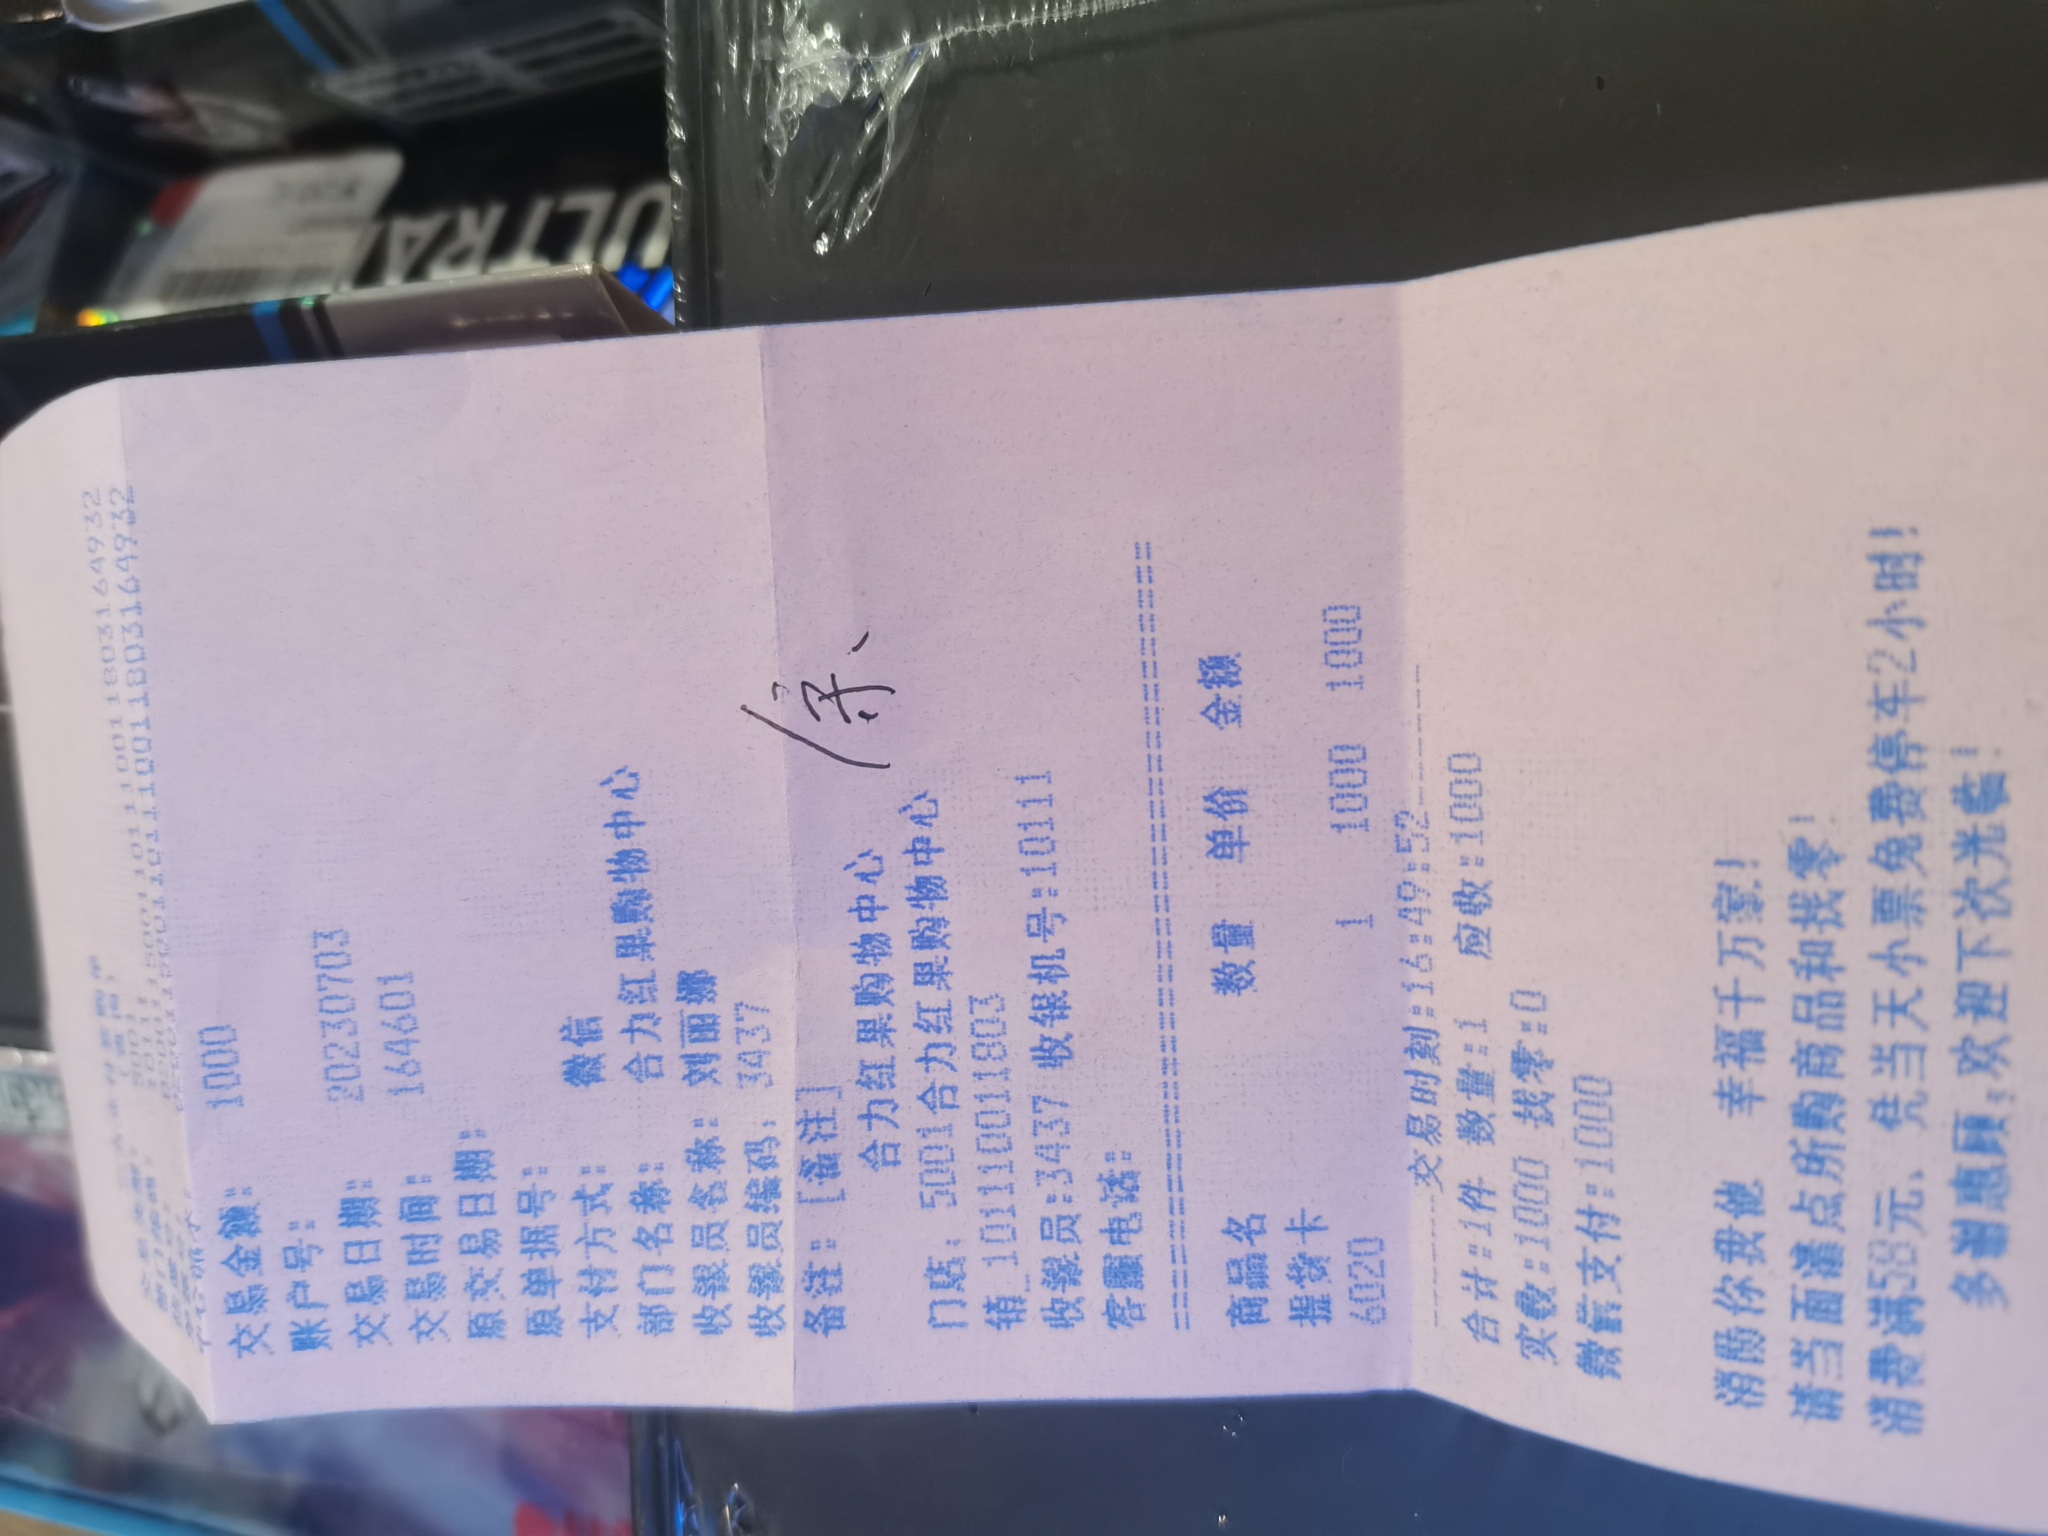 交易金额: 1000
账户号:
交易日期: 20230703
交易时间: 164601
原交易日期:
原单据号:
支付方式: 微信
部门名称: 合力红果购物中心
收银员名称: 刘丽娜
收银员编码: 3437
备注: [备注]
合力红果购物中心
门店: 5001合力红果购物中心
销_1011110011803
收银员:3437 收银机号:10111
客服电话:
商品名 数量 单价 金额
提货卡
6020 1 1000 1000
交易时刻:16:49:52
合计:1件 数量:1 应收:1000
实收:1000 找零:0
微信支付:1000
消费你我他 幸福千万家!
请当面清点所购商品和找零!
消费满58元、凭当天小票免费停车2小时!
多谢惠顾;欢迎下次光临!
ULTRA